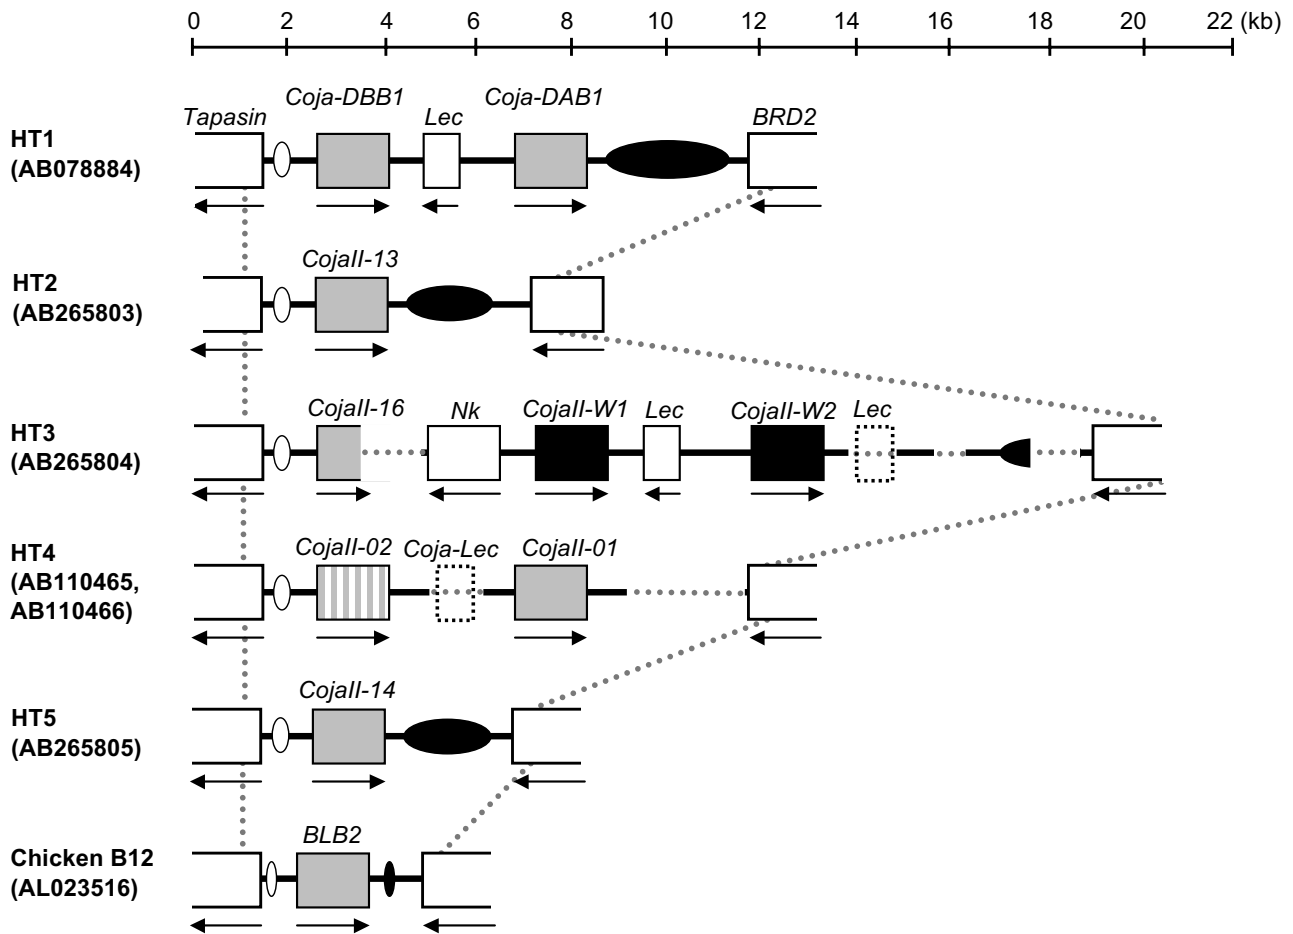 0 2 4 6 8 10 12 14 16 18 20 22 (kb)
Coja-DBB1 Coja-DAB1
Tapasin Lec BRD2
HT1
(AB078884)
CojaII-13
HT2
(AB265803)
CojaII-16 Nk CojaII-W1 Lec CojaII-W2 Lec
HT3
(AB265804)
CojaII-02 Coja-Lec CojaII-01
HT4
(AB110465,
AB110466)
CojaII-14
HT5
(AB265805)
BLB2
Chicken B12
(AL023516)